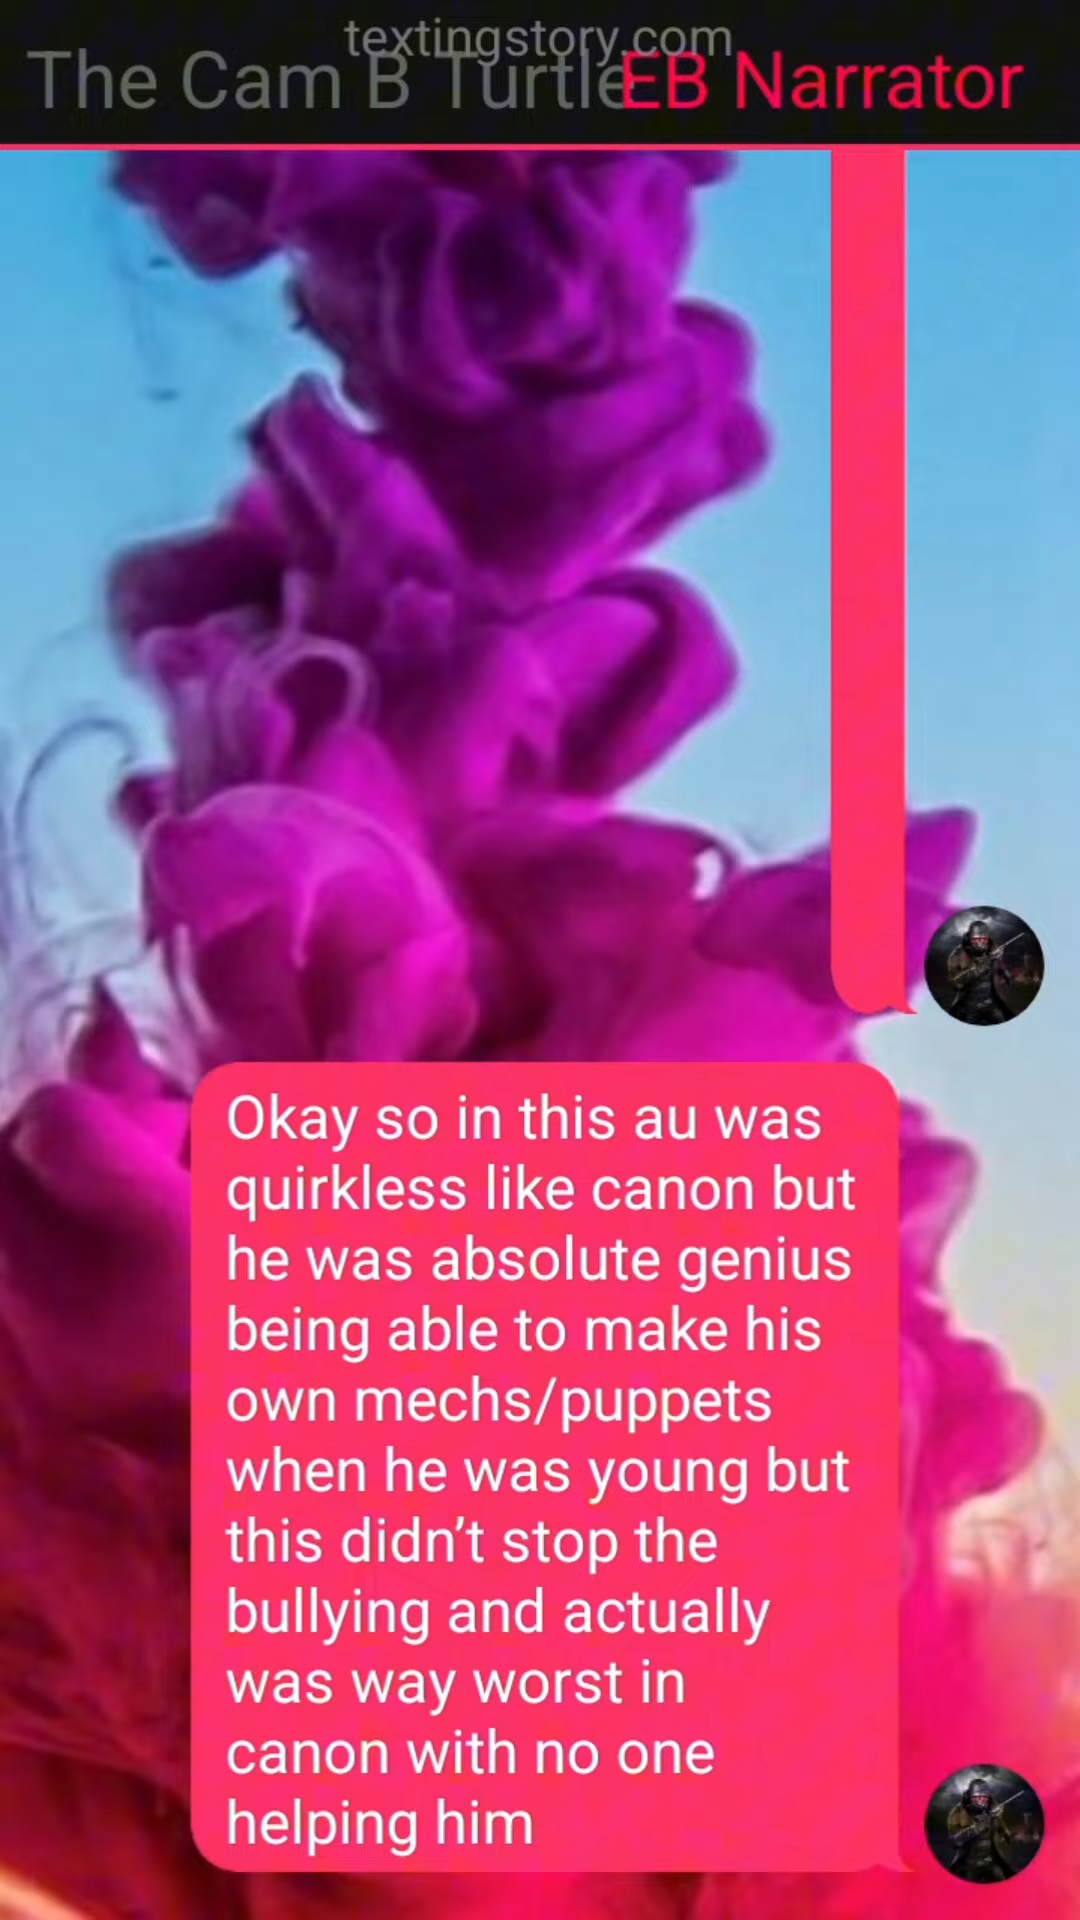 textingstory.com
The Cam B Turtle EB Narrator
Okay so in this au was
quirkless like canon but
he was absolute genius
being able to make his
own mechs/puppets
when he was young but
this didn’t stop the
bullying and actually
was way worst in
canon with no one
helping him